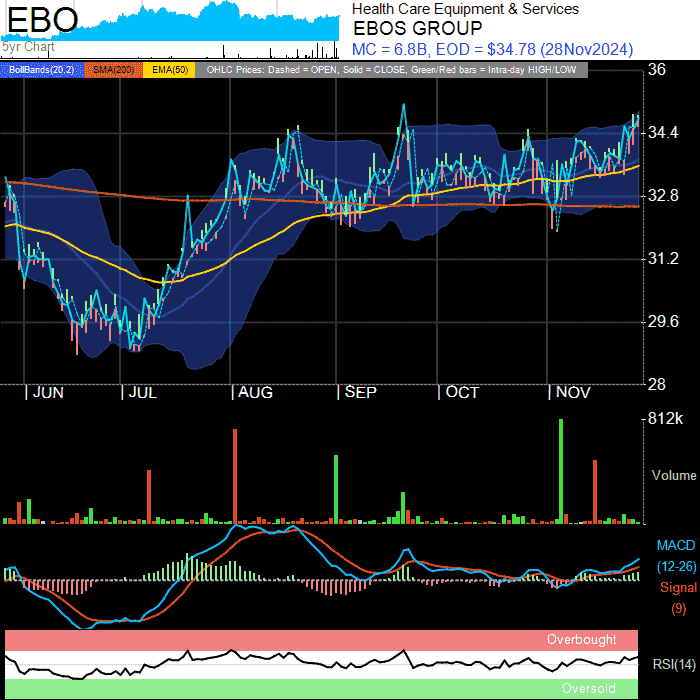 EBO
5yr Chart
Health Care Equipment & Services
EBOS GROUP
MC = 6.8B, EOD = $34.78 (28Nov2024)
BollBands(20,2) SMA(200) EMA(50) OHLC Prices: Dashed = OPEN, Solid = CLOSE, Green/Red bars = Intra-day HIGH/LOW
36
34.4
32.8
31.2
29.6
28
| JUN | JUL | AUG | SEP | OCT | NOV
812k
Volume
MACD
(12-26)
Signal
(9)
Overbought
RSI(14)
Oversold